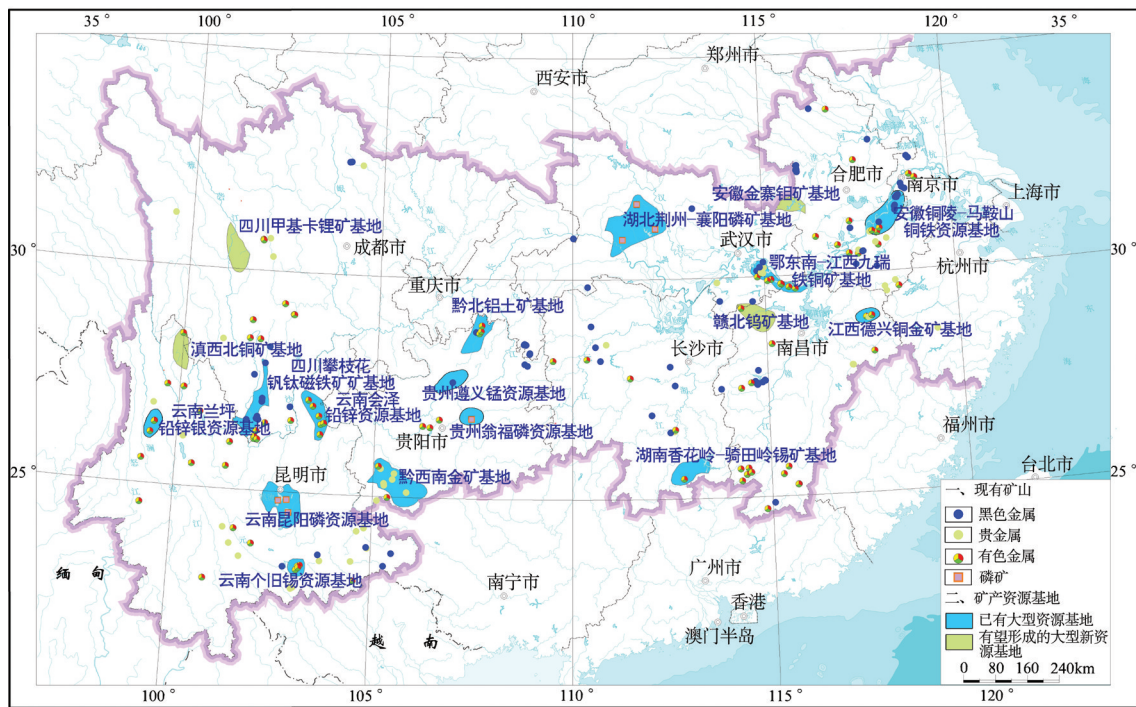 35° 100° 105° 110° 115° 120° 35°
郑州市
西安市
合肥市
南京市
上海市
安徽金寨钼矿基地
湖北荆州-襄阳磷矿基地
安徽铜陵-马鞍山
铜铁资源基地
四川甲基卡锂矿基地
成都市
武汉市
30°
30°
杭州市
鄂东南-江西九瑞
铁铜矿基地
重庆市
黔北铝土矿基地
赣北钨矿基地
江西德兴铜金矿基地
滇西北铜矿基地
长沙市
南昌市
四川攀枝花
钒钛磁铁矿矿基地
贵州遵义锰资源基地
云南会泽
铅锌资源基地
云南兰坪
铅锌银资源基地
贵阳市
贵州翁福磷资源基地
福州市
湖南香花岭-骑田岭锡矿基地
25°
昆明市
黔西南金矿基地
台北市
25°
云南昆阳磷资源基地
云南个旧锡资源基地
缅甸
南宁市
广州市
香港
澳门半岛
越南
一、现有矿山
黑色金属
贵金属
有色金属
磷矿
二、矿产资源基地
已有大型资源基地
有望形成的大型新资
源基地
0 80 160 240km
100° 105° 110° 115° 120°